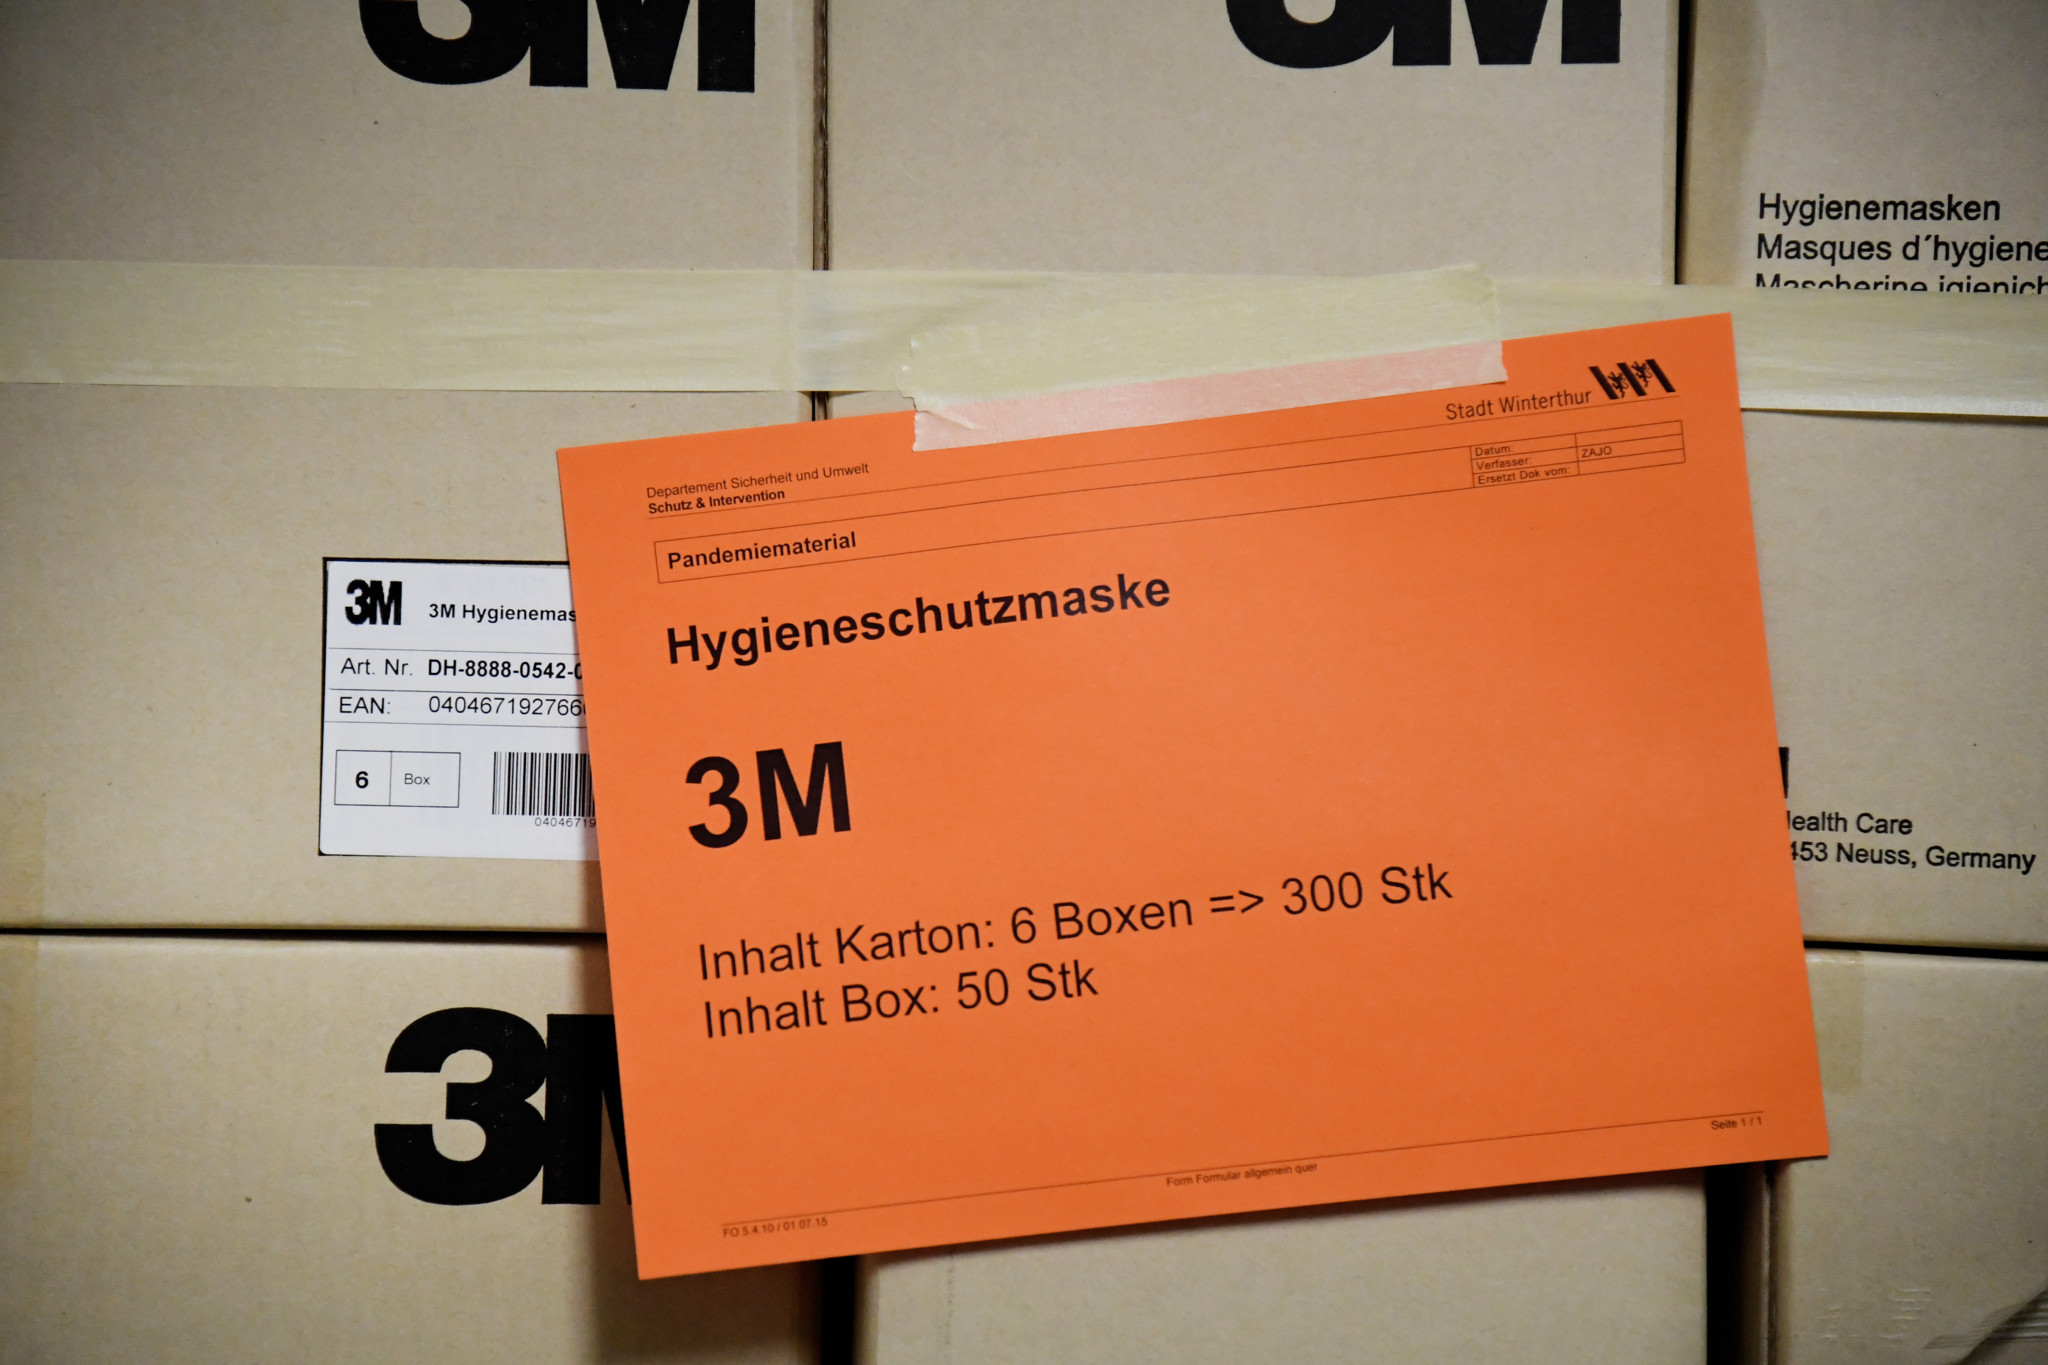 3M
3M
Hygienemasken
Masques d´hygiene
Mascherine igienich
Stadt Winterthur
Departement Sicherheit und Umwelt
Schutz & Intervention
Datum:
Verfasser: ZAJO
Ersetzt Dok vom:
Pandemiematerial
Hygieneschutzmaske
3M
Inhalt Karton: 6 Boxen => 300 Stk
Inhalt Box: 50 Stk
Form Formular allgemein quer
Seite 1 / 1
FO 5.4.10 / 01.07.15
3M 3M Hygienemas
Art. Nr. DH-8888-0542-
EAN: 040467192766
6 Box
04046719
ealth Care
453 Neuss, Germany
3M